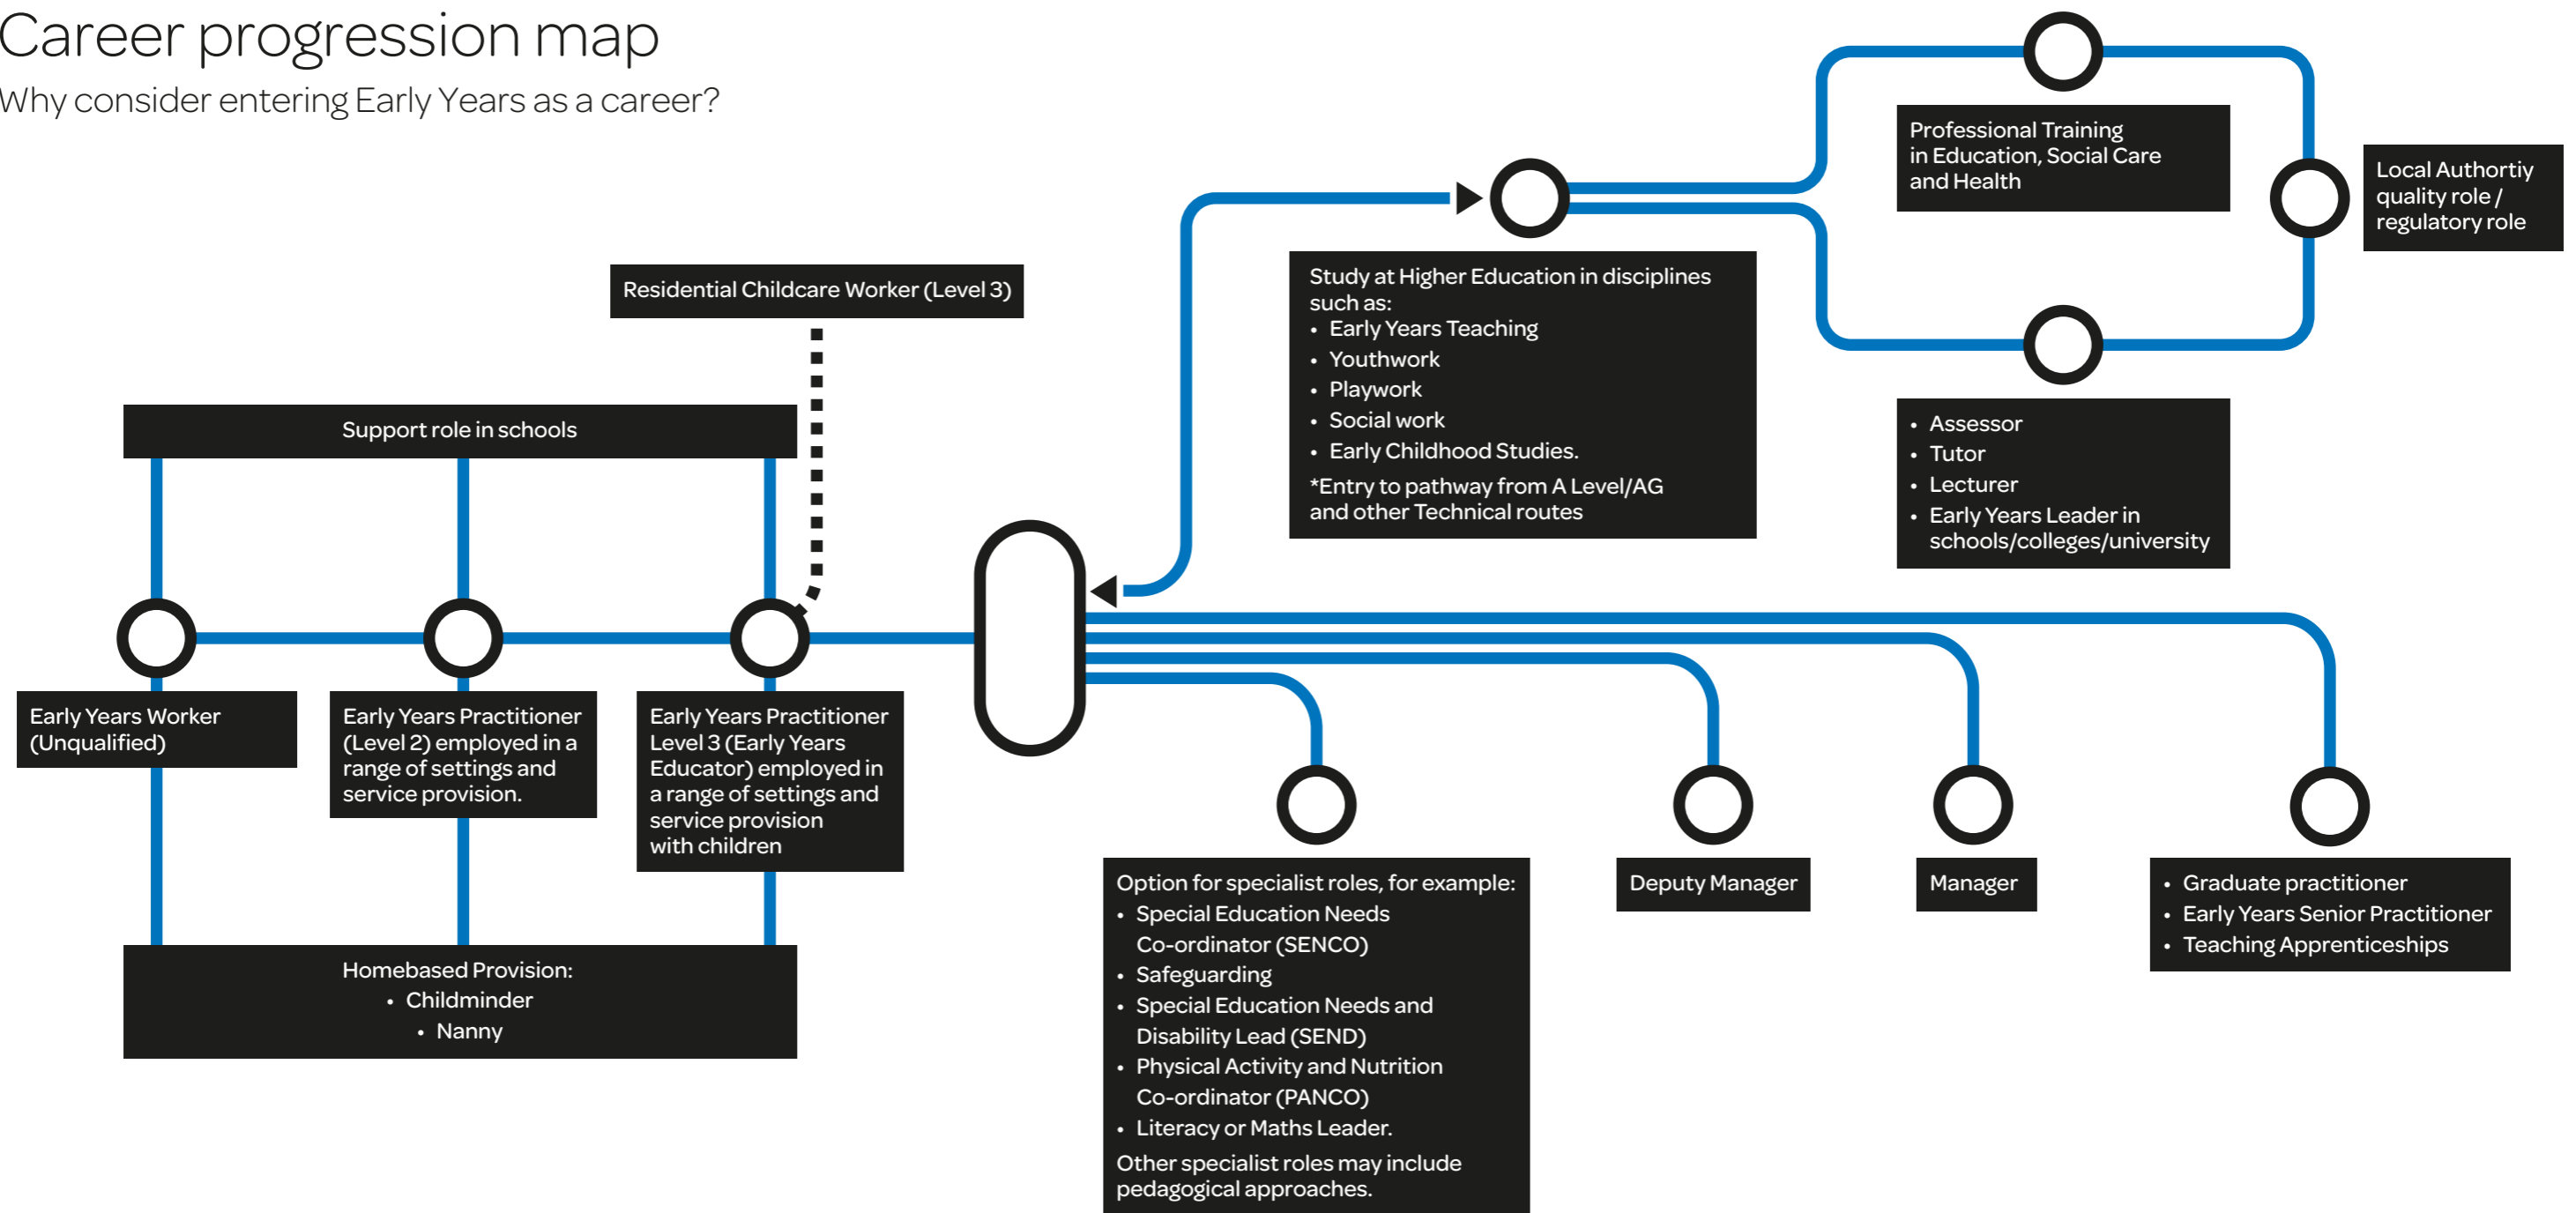 Career progression map
Why consider entering Early Years as a career?
Professional Training
in Education, Social Care
and Health
Local Authortiy
quality role /
regulatory role
Study at Higher Education in disciplines
such as:
• Early Years Teaching
• Youthwork
• Playwork
• Social work
• Early Childhood Studies.
*Entry to pathway from A Level/AG
and other Technical routes
• Assessor
• Tutor
• Lecturer
• Early Years Leader in
schools/colleges/university
Residential Childcare Worker (Level 3)
Support role in schools
Early Years Worker
(Unqualified)
Early Years Practitioner
(Level 2) employed in a
range of settings and
service provision.
Early Years Practitioner
Level 3 (Early Years
Educator) employed in
a range of settings and
service provision
with children
Homebased Provision:
• Childminder
• Nanny
Option for specialist roles, for example:
• Special Education Needs
Co-ordinator (SENCO)
• Safeguarding
• Special Education Needs and
Disability Lead (SEND)
• Physical Activity and Nutrition
Co-ordinator (PANCO)
• Literacy or Maths Leader.
Other specialist roles may include
pedagogical approaches.
Deputy Manager
Manager
• Graduate practitioner
• Early Years Senior Practitioner
• Teaching Apprenticeships